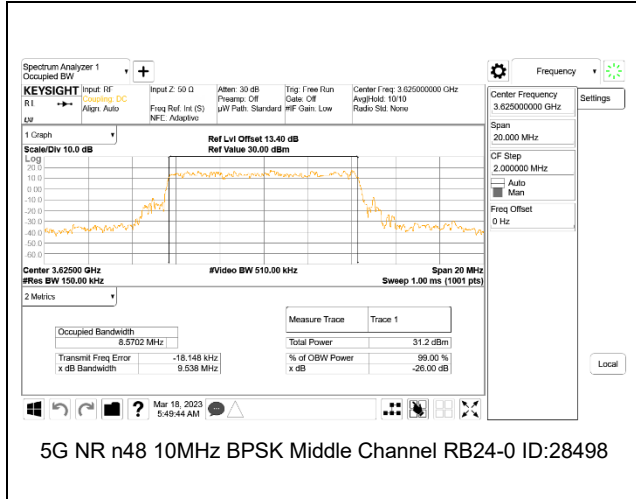 Spectrum Analyzer 1
Occupied BW
Frequency
KEYSIGHT
Input: RF
Coupling: DC
Align: Auto
Input Z: 50 Ω
Freq Ref: Int (S)
NFE: Adaptive
Atten: 30 dB
Preamp: Off
µW Path: Standard
Trig: Free Run
Gate: Off
#IF Gain: Low
Center Freq: 3.625000000 GHz
Avg|Hold: 10/10
Radio Std: None
Center Frequency
3.625000000 GHz
Settings
Span
20.000 MHz
CF Step
2.000000 MHz
Auto
Man
Freq Offset
0 Hz
1 Graph
Scale/Div 10.0 dB
Ref Lvl Offset 13.40 dB
Ref Value 30.00 dBm
Log
20.0
10.0
0.00
-10.0
-20.0
-30.0
-40.0
-50.0
-60.0
Center 3.62500 GHz
#Video BW 510.00 kHz
Span 20 MHz
#Res BW 150.00 kHz
Sweep 1.00 ms (1001 pts)
2 Metrics
Measure Trace Trace 1
Occupied Bandwidth
8.5702 MHz
Total Power 31.2 dBm
Transmit Freq Error -18.148 kHz
% of OBW Power 99.00 %
x dB Bandwidth 9.538 MHz
x dB -26.00 dB
Local
Mar 18, 2023
5:49:44 AM
5G NR n48 10MHz BPSK Middle Channel RB24-0 ID:28498